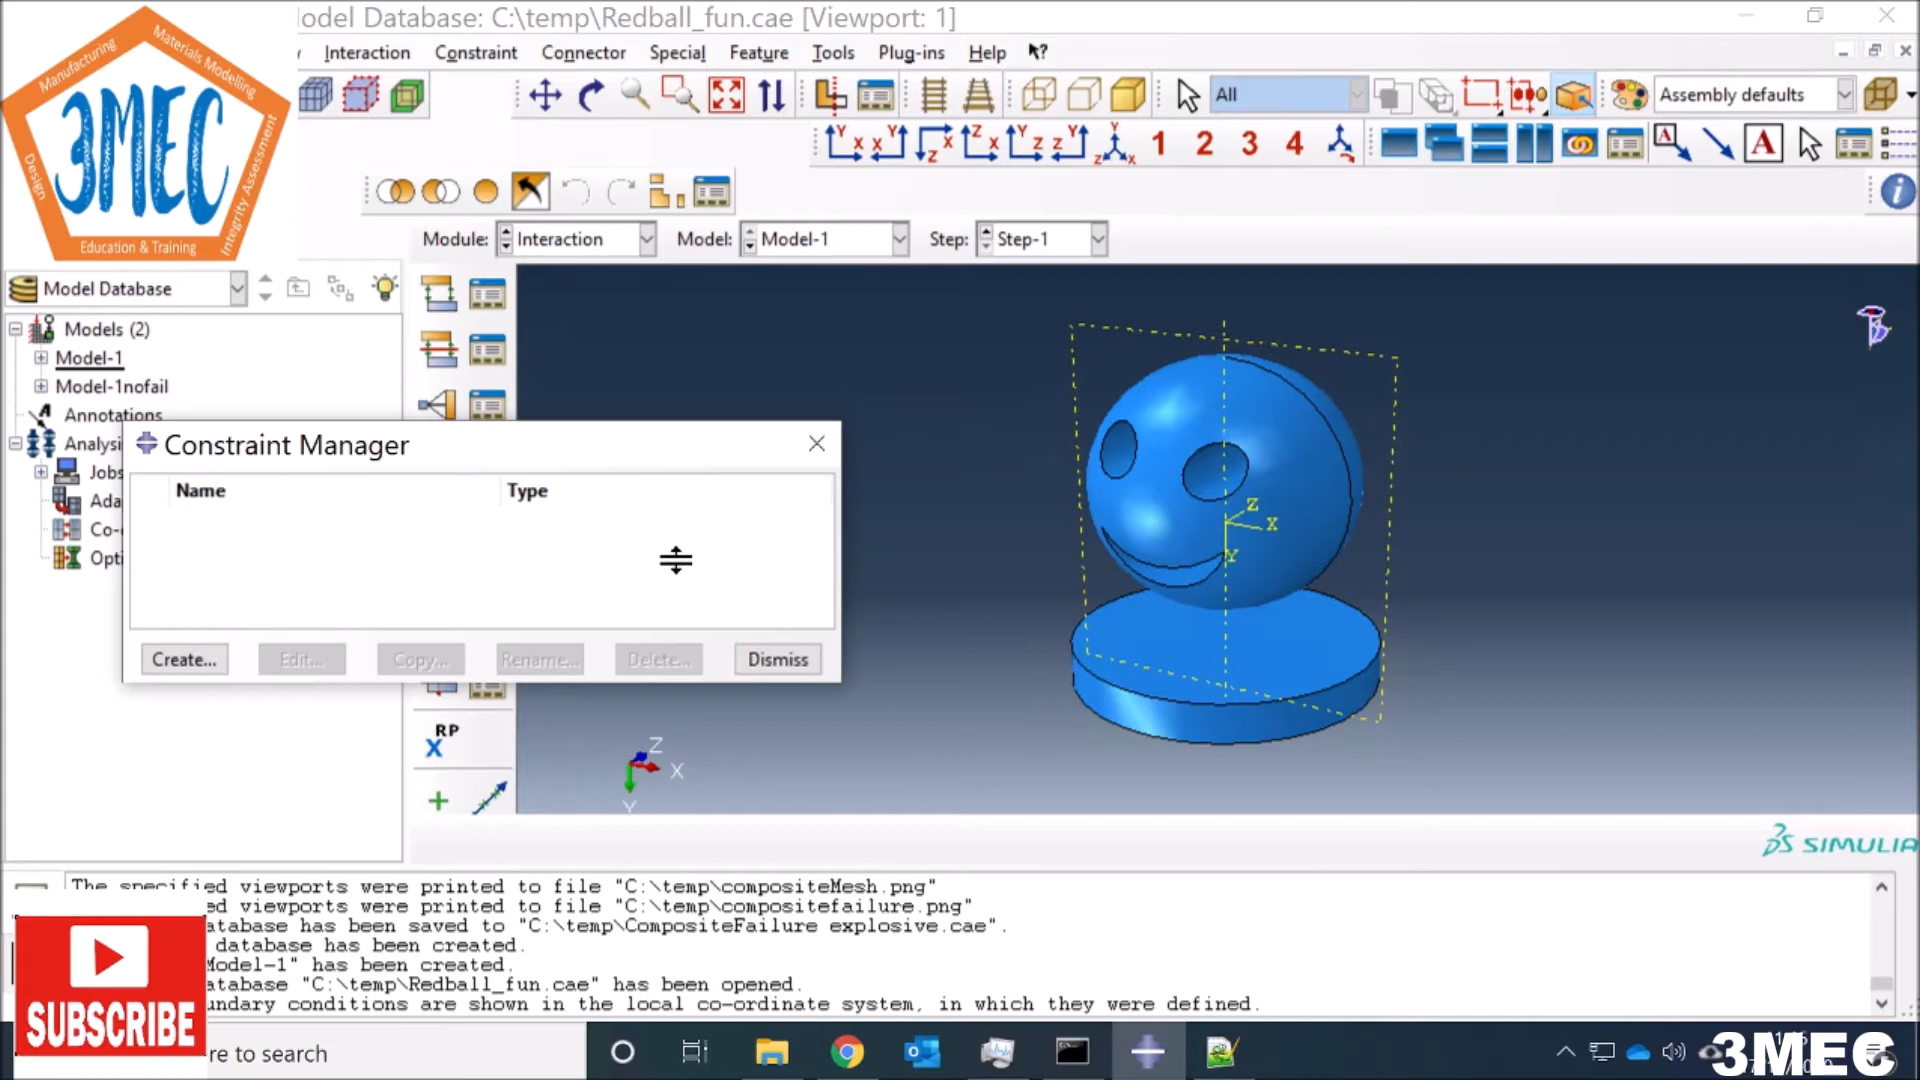 Model Database: C:\temp\Redball_fun.cae [Viewport: 1]
Interaction Constraint Connector Special Feature Tools Plug-ins Help
Manufacturing
Materials Modelling
3MEC
Design
Integrity Assessment
Education & Training
All
Assembly defaults
1 2 3 4
Module: Interaction Model: Model-1 Step: Step-1
Model Database
Models (2)
Model-1
Model-1nofail
Annotations
Analysi
Jobs
Ada
Co-
Opti
Constraint Manager
Name Type
Create... Edit... Copy... Rename... Delete... Dismiss
RP
X
Z
X
Y
Z
X
Y
SIMULIA
The specified viewports were printed to file "C:\temp\compositeMesh.png"
ed viewports were printed to file "C:\temp\compositefailure.png"
atabase has been saved to "C:\temp\CompositeFailure explosive.cae".
database has been created.
Model-1" has been created.
atabase "C:\temp\Redball_fun.cae" has been opened.
undary conditions are shown in the local co-ordinate system, in which they were defined.
SUBSCRIBE
re to search
3MEC